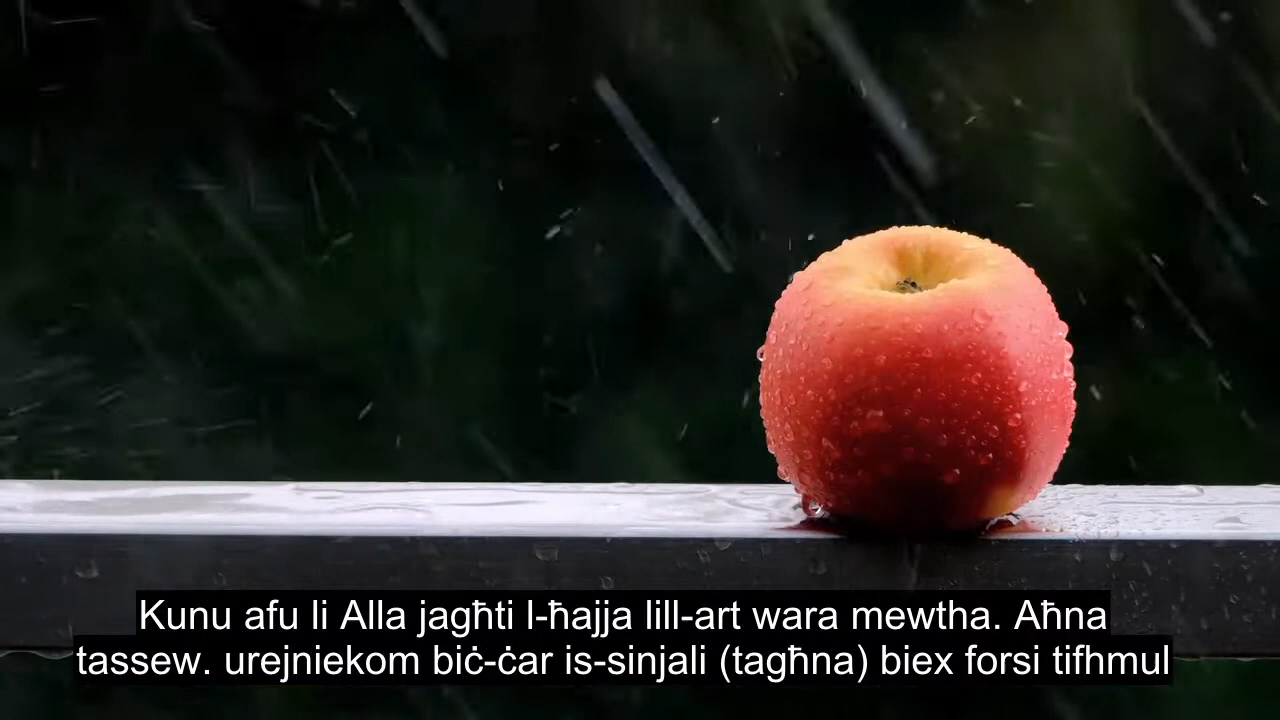 Kunu afu li Alla jagħti l-ħajja lill-art wara mewtha. Aħna
tassew. urejniekom biċ-ċar is-sinjali (tagħna) biex forsi tifhmul